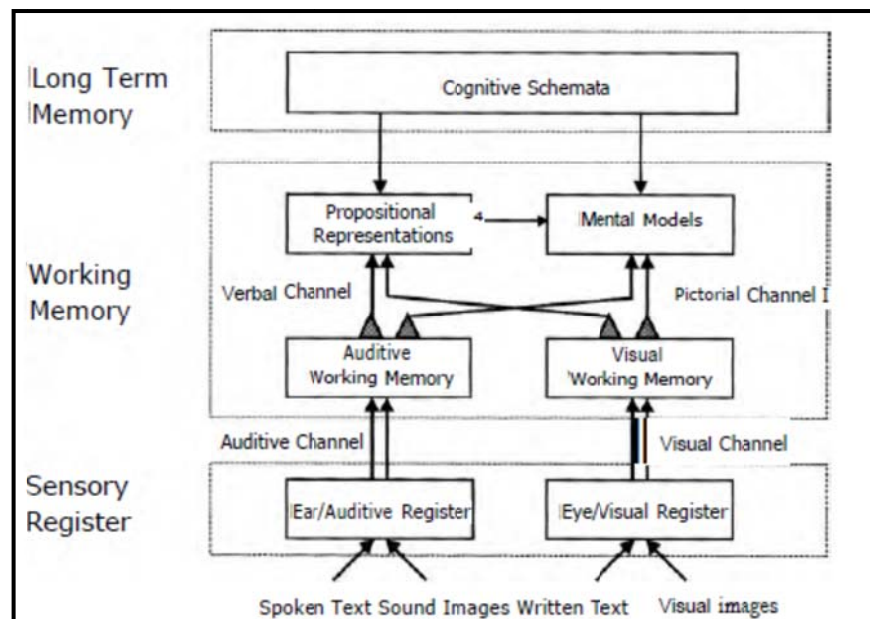 Long Term
Memory
Cognitive Schemata
Propositional
Representations
4
Mental Models
Working
Memory
Verbal Channel
Pictorial Channel I
Auditive
Working Memory
Visual
Working Memory
Auditive Channel
Visual Channel
Sensory
Register
Ear/Auditive Register
Eye/Visual Register
Spoken Text Sound Images Written Text Visual images